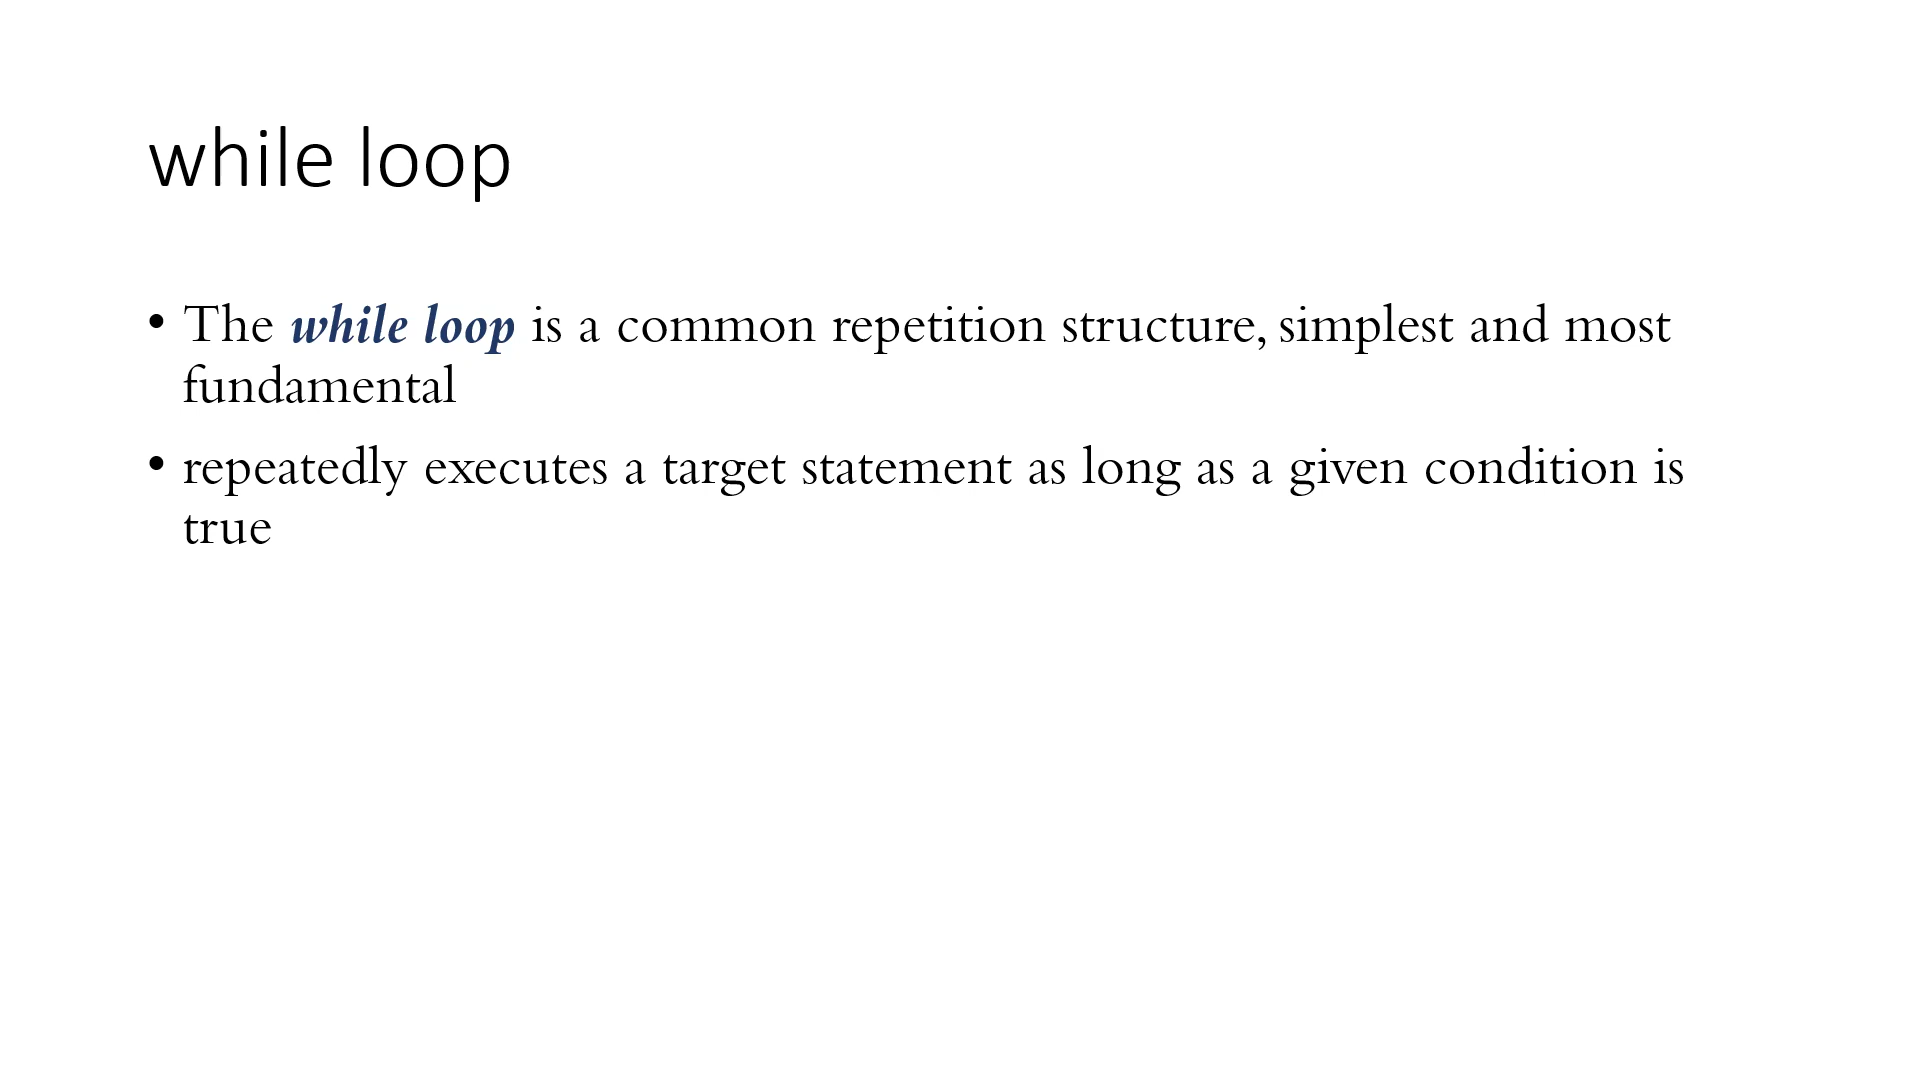 while loop
• The while loop is a common repetition structure, simplest and most
fundamental
• repeatedly executes a target statement as long as a given condition is
true